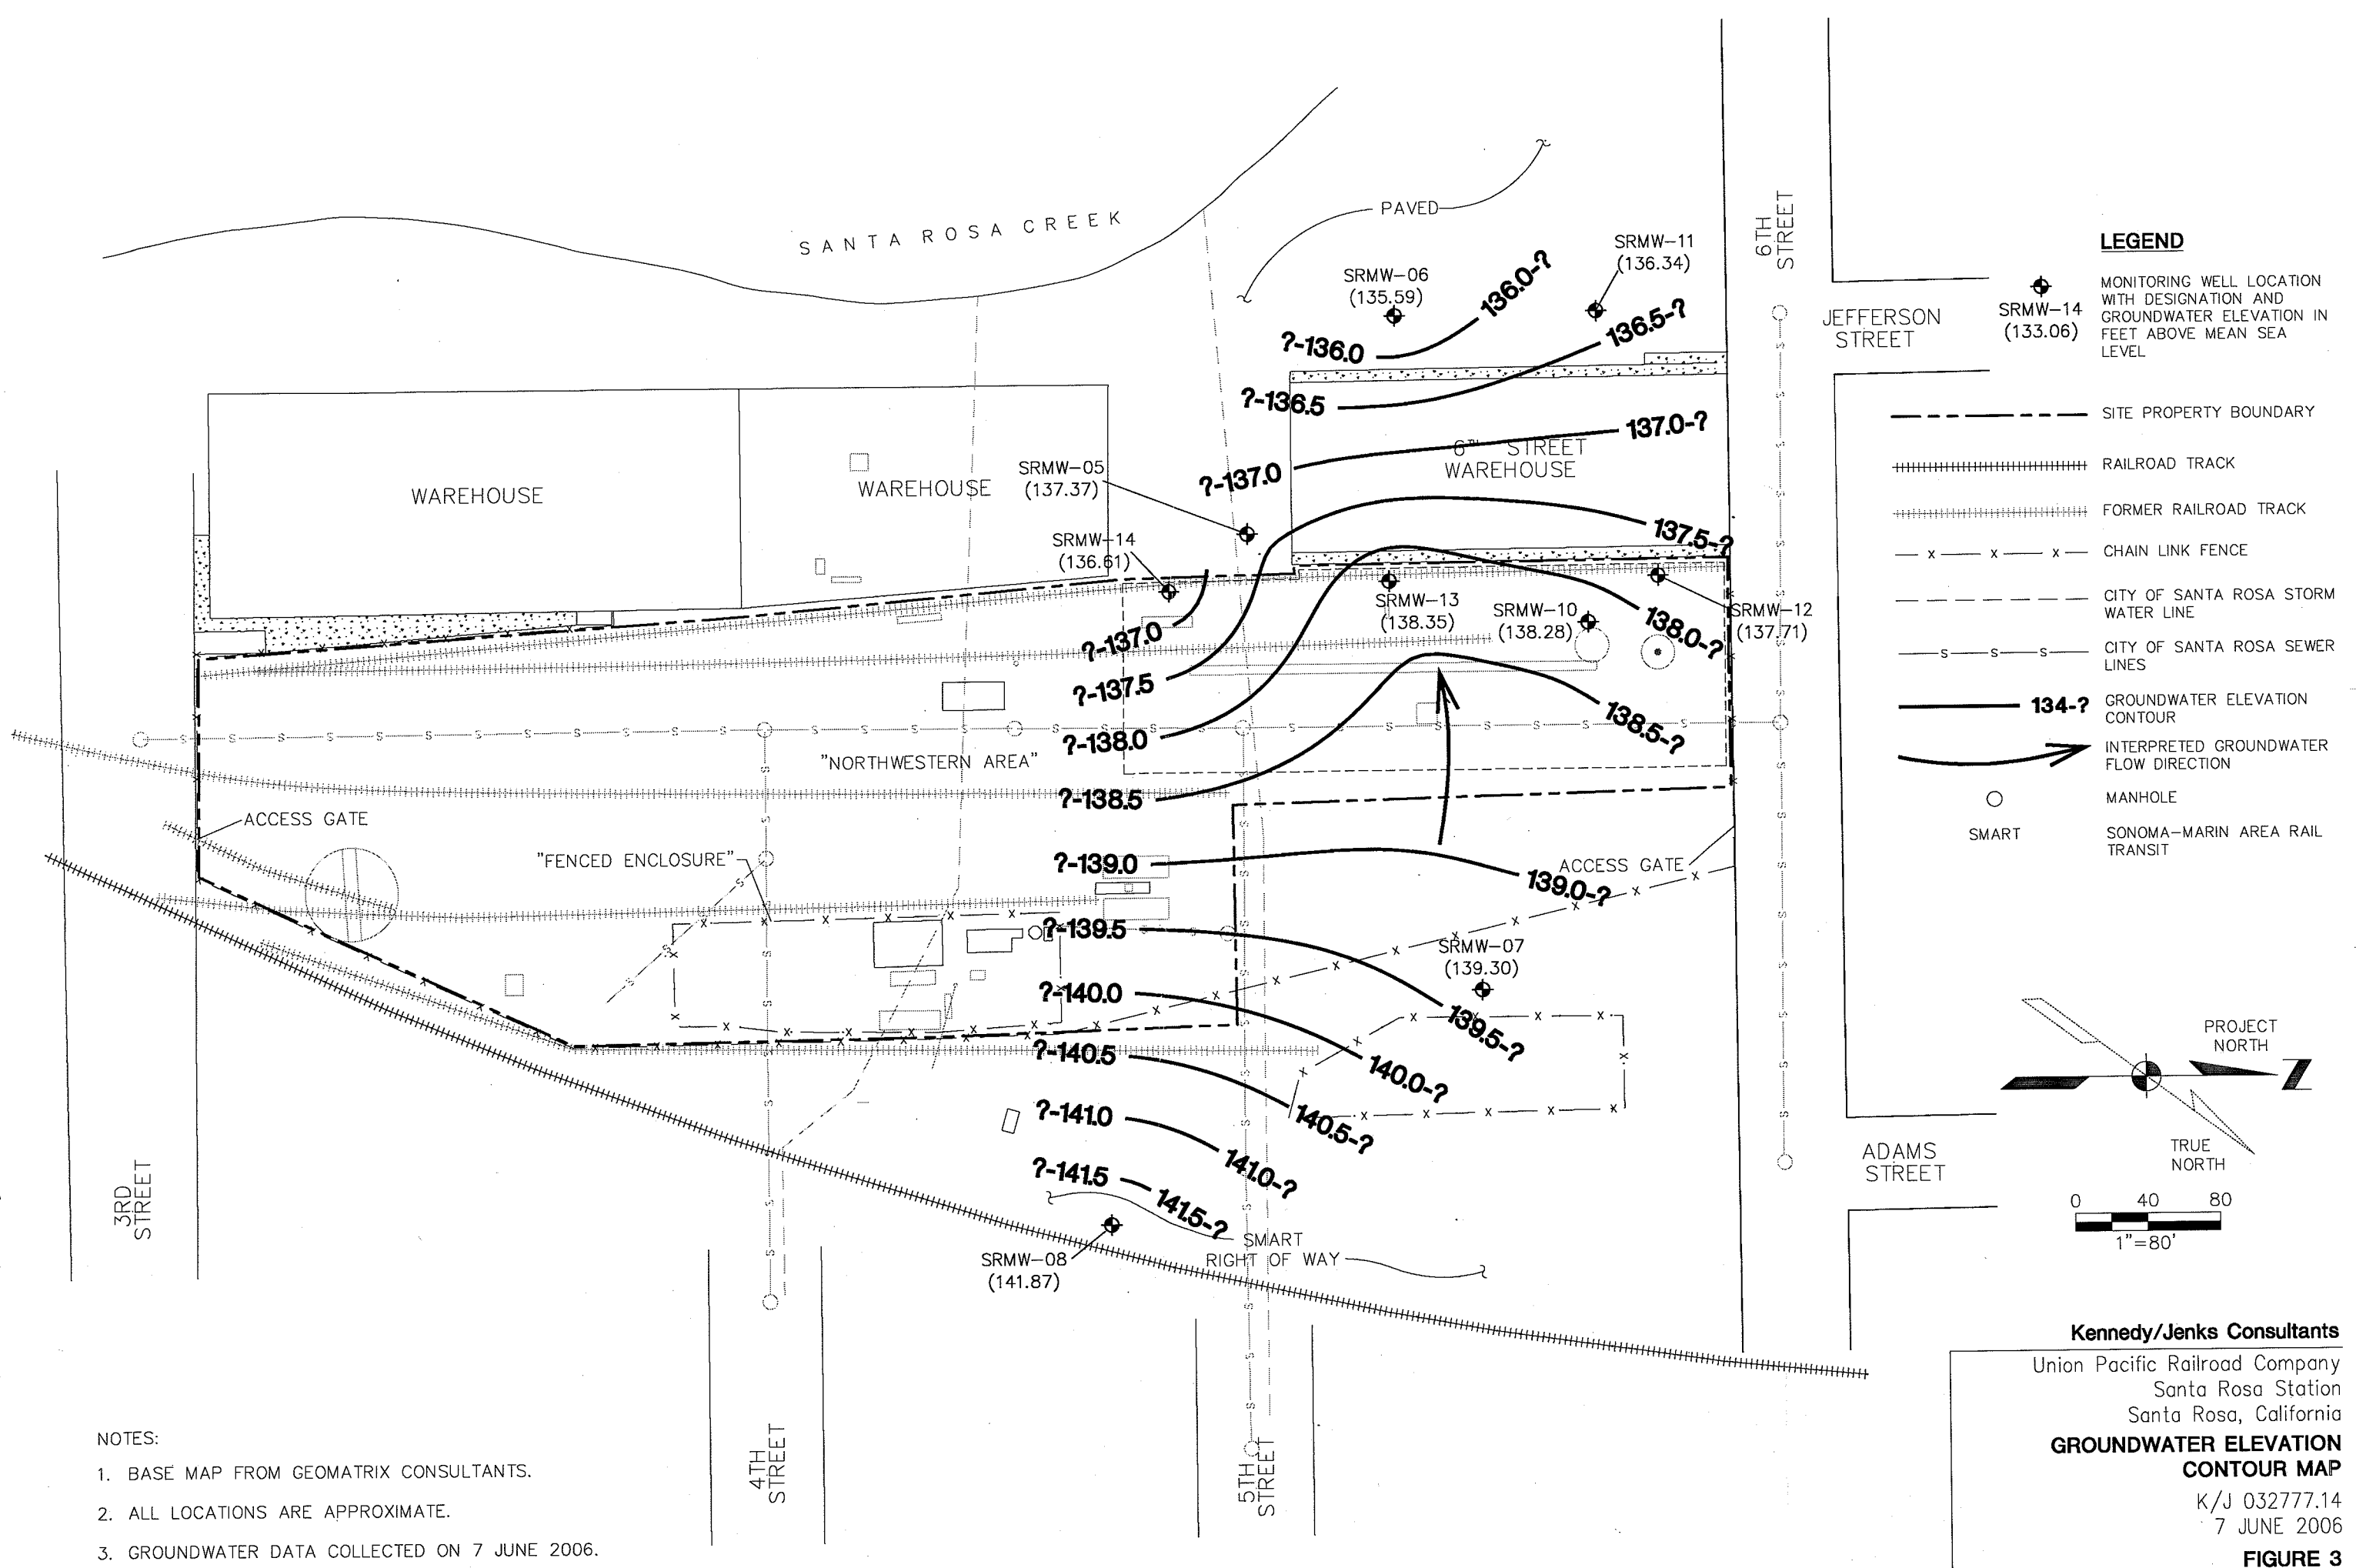 SANTA ROSA CREEK
PAVED
6TH
STREET
SRMW-11
(136.34)
SRMW-06
(135.59)
136.0-?
?-136.0
136.5-?
?-136.5
137.0-?
6TH STREET
WAREHOUSE
?-137.0
WAREHOUSE
WAREHOUSE
SRMW-05
(137.37)
SRMW-14
(136.61)
137.5-?
SRMW-13
(138.35)
SRMW-10
(138.28)
138.0-?
SRMW-12
(137.71)
?-137.0
?-137.5
138.5-?
?-138.0
"NORTHWESTERN AREA"
?-138.5
ACCESS GATE
"FENCED ENCLOSURE"
?-139.0
ACCESS GATE
139.0-?
?-139.5
SRMW-07
(139.30)
?-140.0
139.5-?
?-140.5
140.0-?
?-141.0
140.5-?
?-141.5
141.0-?
141.5-?
SMART
RIGHT OF WAY
SRMW-08
(141.87)
3RD
STREET
4TH
STREET
5TH
STREET
JEFFERSON
STREET
ADAMS
STREET
LEGEND
SRMW-14
(133.06)
MONITORING WELL LOCATION
WITH DESIGNATION AND
GROUNDWATER ELEVATION IN
FEET ABOVE MEAN SEA
LEVEL
SITE PROPERTY BOUNDARY
RAILROAD TRACK
FORMER RAILROAD TRACK
x x x CHAIN LINK FENCE
CITY OF SANTA ROSA STORM
WATER LINE
S S S CITY OF SANTA ROSA SEWER
LINES
134-? GROUNDWATER ELEVATION
CONTOUR
INTERPRETED GROUNDWATER
FLOW DIRECTION
MANHOLE
SMART SONOMA-MARIN AREA RAIL
TRANSIT
PROJECT
NORTH
Z
TRUE
NORTH
0 40 80
1"=80'
Kennedy/Jenks Consultants
Union Pacific Railroad Company
Santa Rosa Station
Santa Rosa, California
GROUNDWATER ELEVATION
CONTOUR MAP
K/J 032777.14
7 JUNE 2006
FIGURE 3
NOTES:
1. BASE MAP FROM GEOMATRIX CONSULTANTS.
2. ALL LOCATIONS ARE APPROXIMATE.
3. GROUNDWATER DATA COLLECTED ON 7 JUNE 2006.